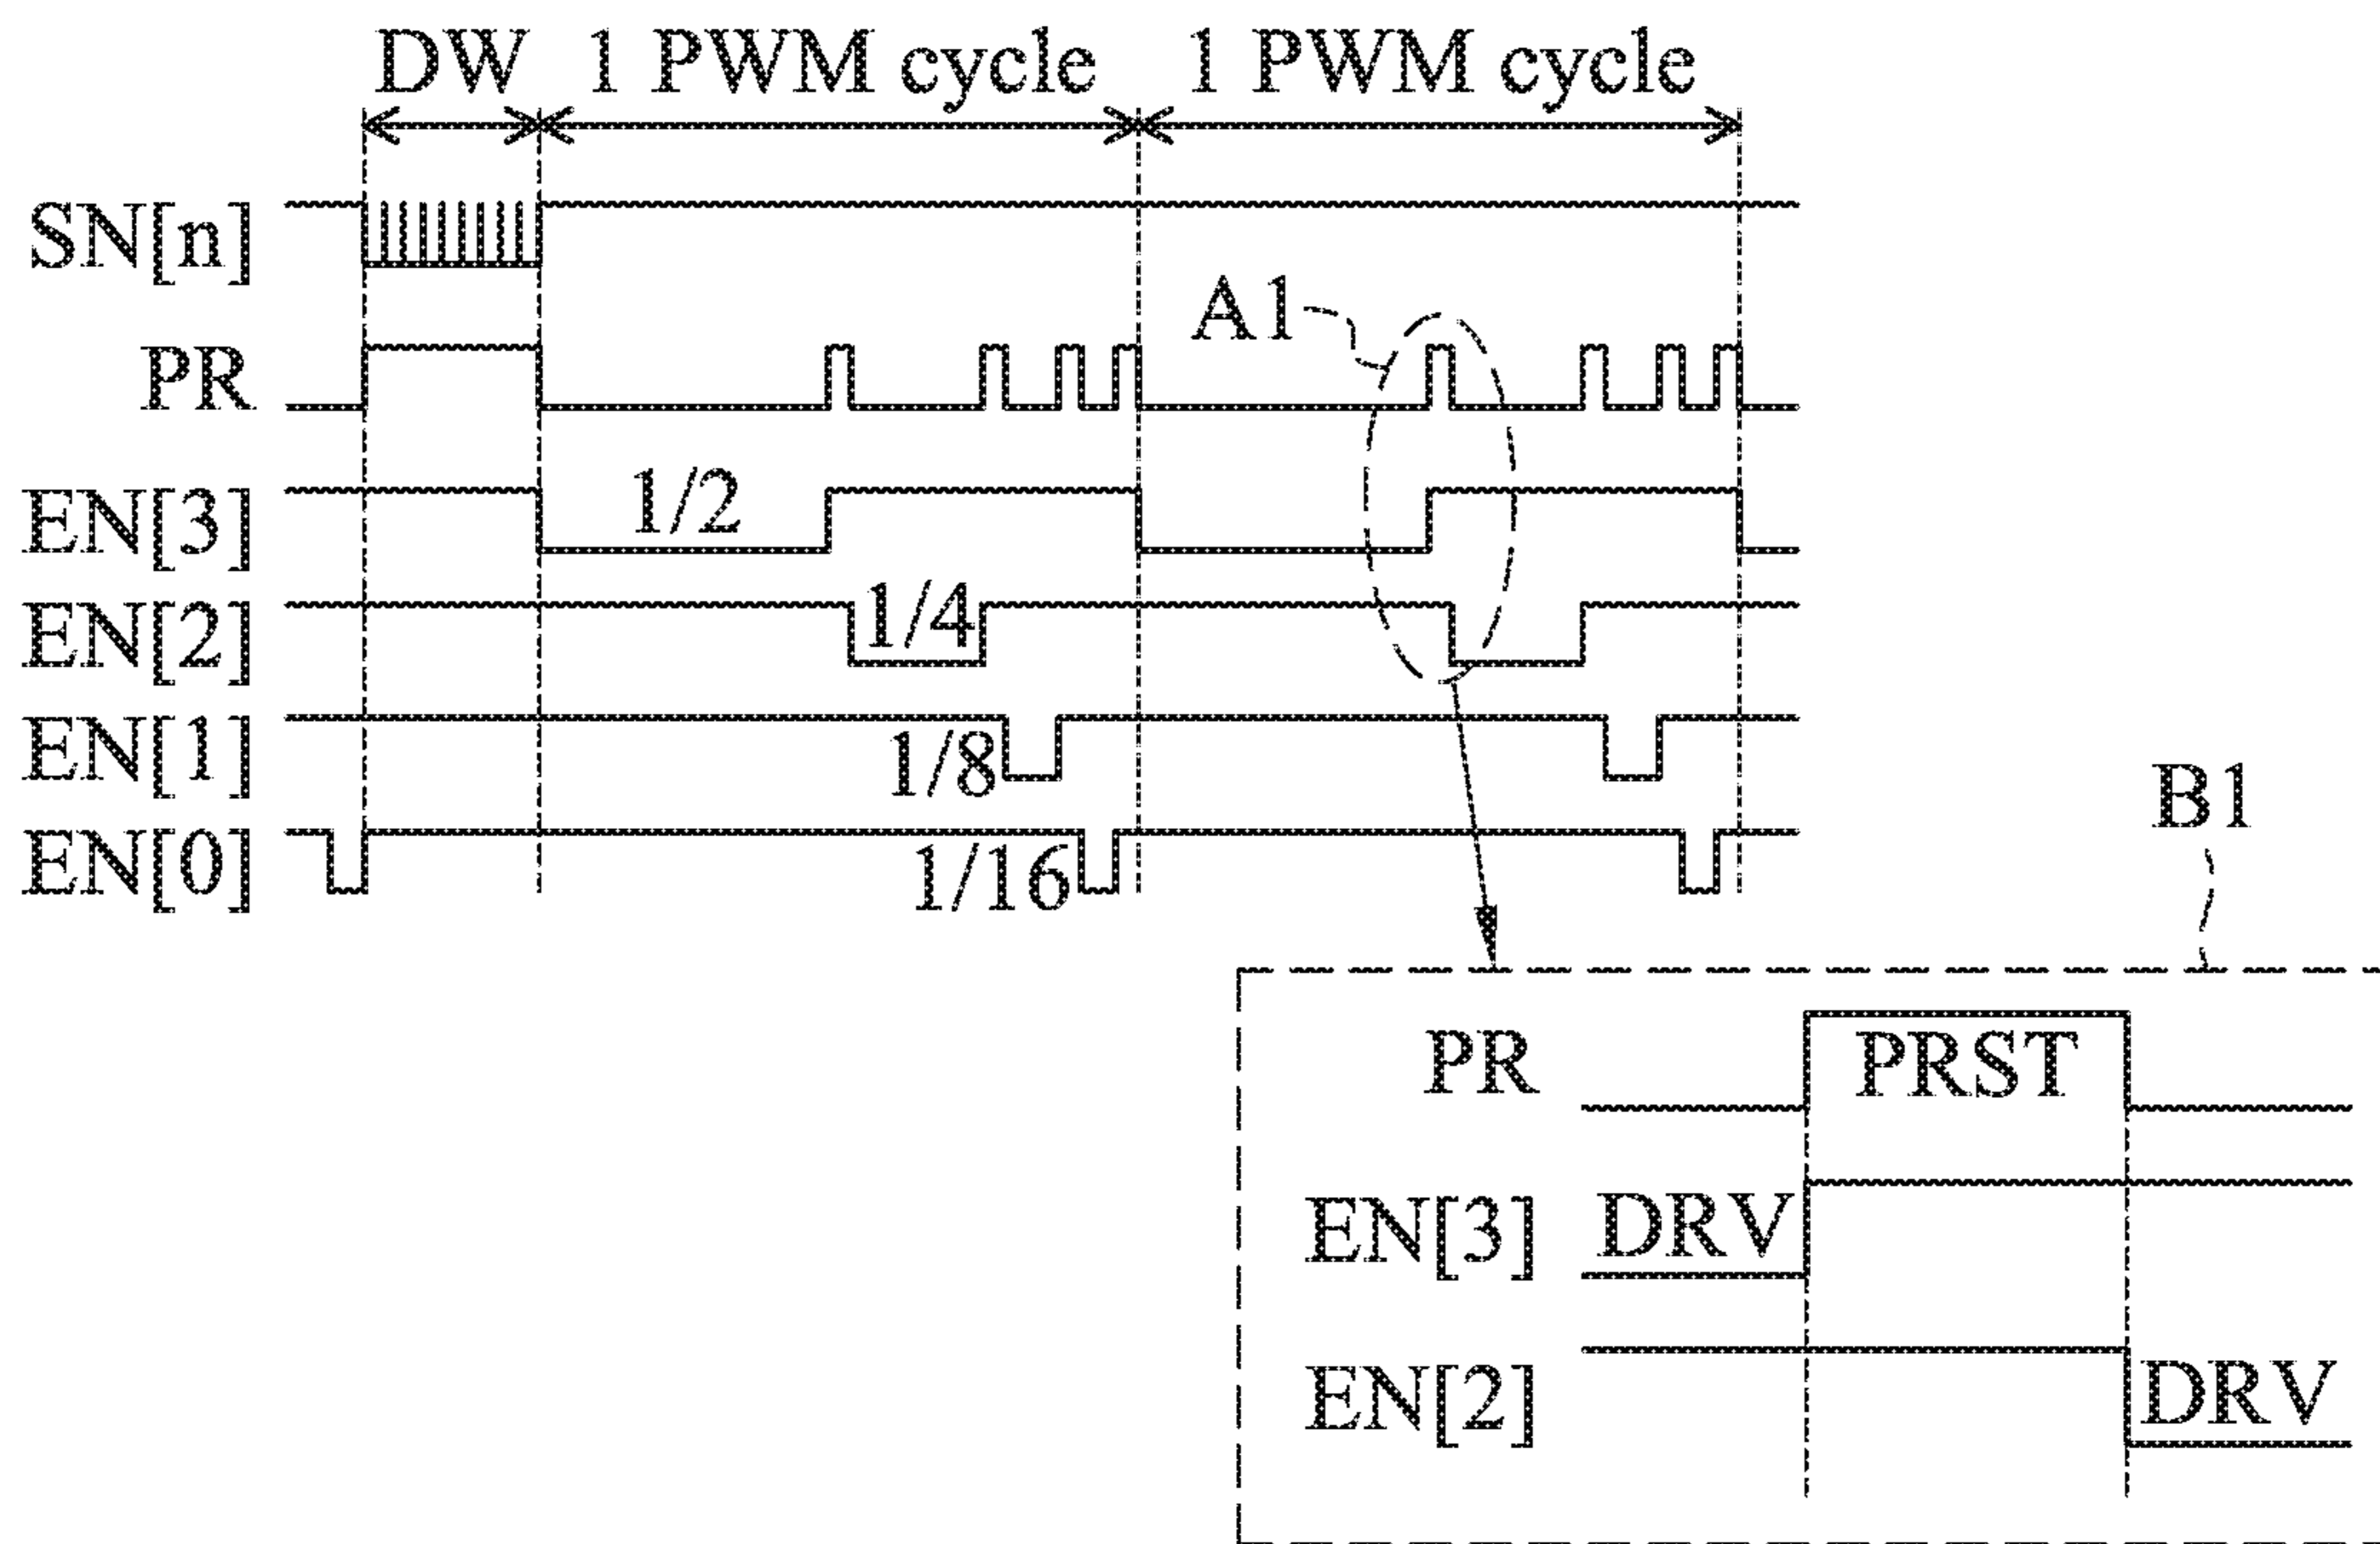 DW 1 PWM cycle 1 PWM cycle
SN[n]
A1
PR
EN[3] 1/2
EN[2] 1/4
EN[1] 1/8
EN[0] 1/16
B1
PR PRST
EN[3] DRV
EN[2] DRV